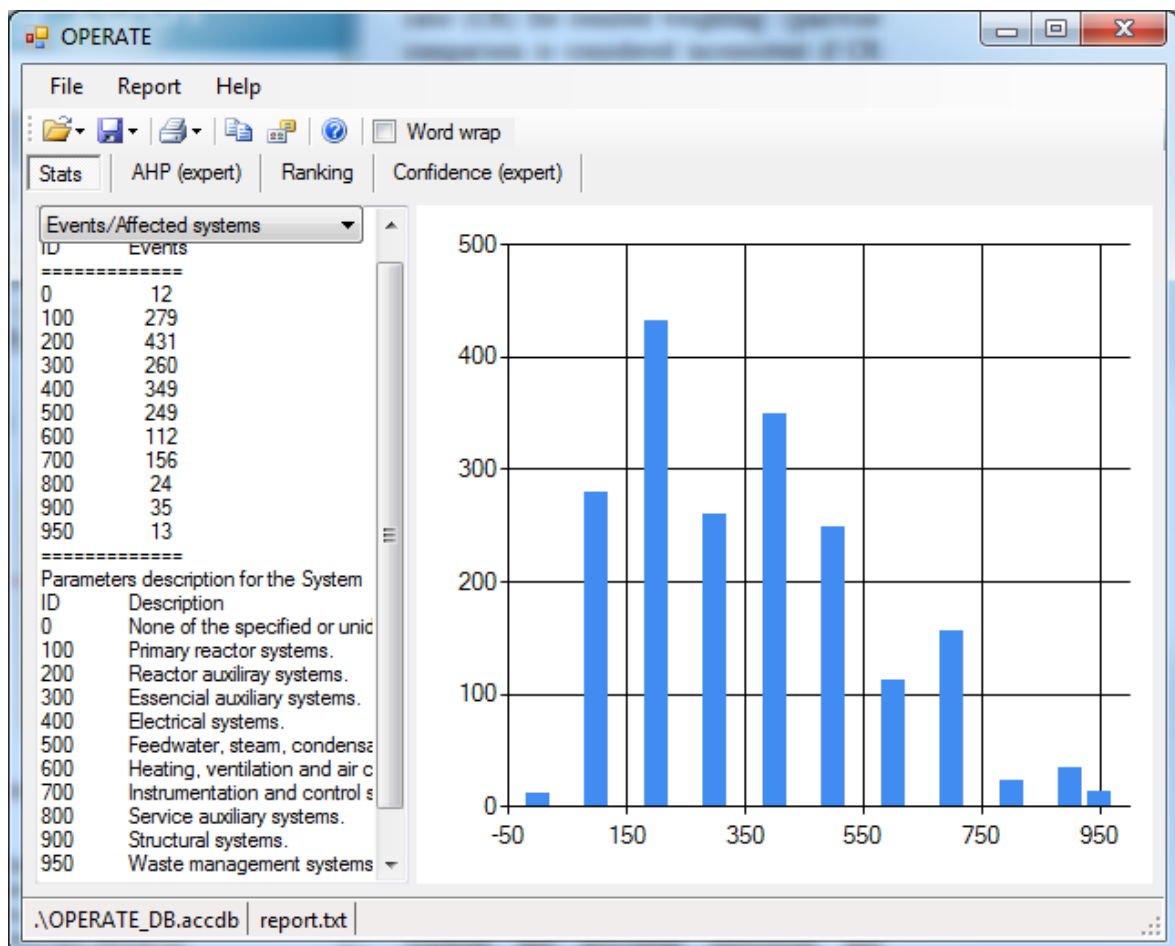 OPERATE
File Report Help
Word wrap
Stats AHP (expert) Ranking Confidence (expert)
Events/Affected systems
ID Events
=============
0 12
100 279
200 431
300 260
400 349
500 249
600 112
700 156
800 24
900 35
950 13
=============
Parameters description for the System
ID Description
0 None of the specified or unid
100 Primary reactor systems.
200 Reactor auxiliray systems.
300 Essencial auxiliary systems.
400 Electrical systems.
500 Feedwater, steam, condensa
600 Heating, ventilation and air c
700 Instrumentation and control s
800 Service auxiliary systems.
900 Structural systems.
950 Waste management systems
500
400
300
200
100
0
-50 150 350 550 750 950
.\OPERATE_DB.accdb report.txt